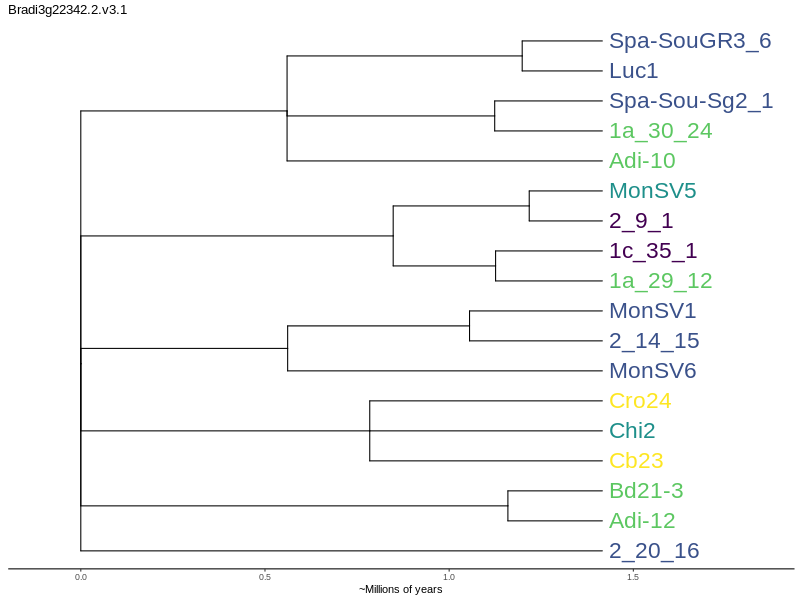 Bradi3g22342.2.v3.1
Spa-SouGR3_6
Luc1
Spa-Sou-Sg2_1
1a_30_24
Adi-10
MonSV5
2_9_1
1c_35_1
1a_29_12
MonSV1
2_14_15
MonSV6
Cro24
Chi2
Cb23
Bd21-3
Adi-12
2_20_16
0.0 0.5 1.0 1.5
~Millions of years